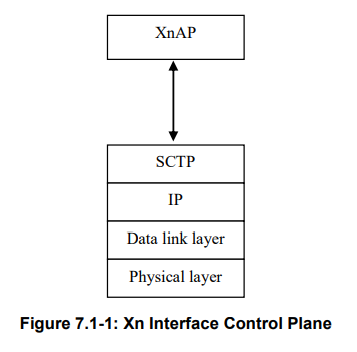 XnAP
SCTP
IP
Data link layer
Physical layer
Figure 7.1-1: Xn Interface Control Plane